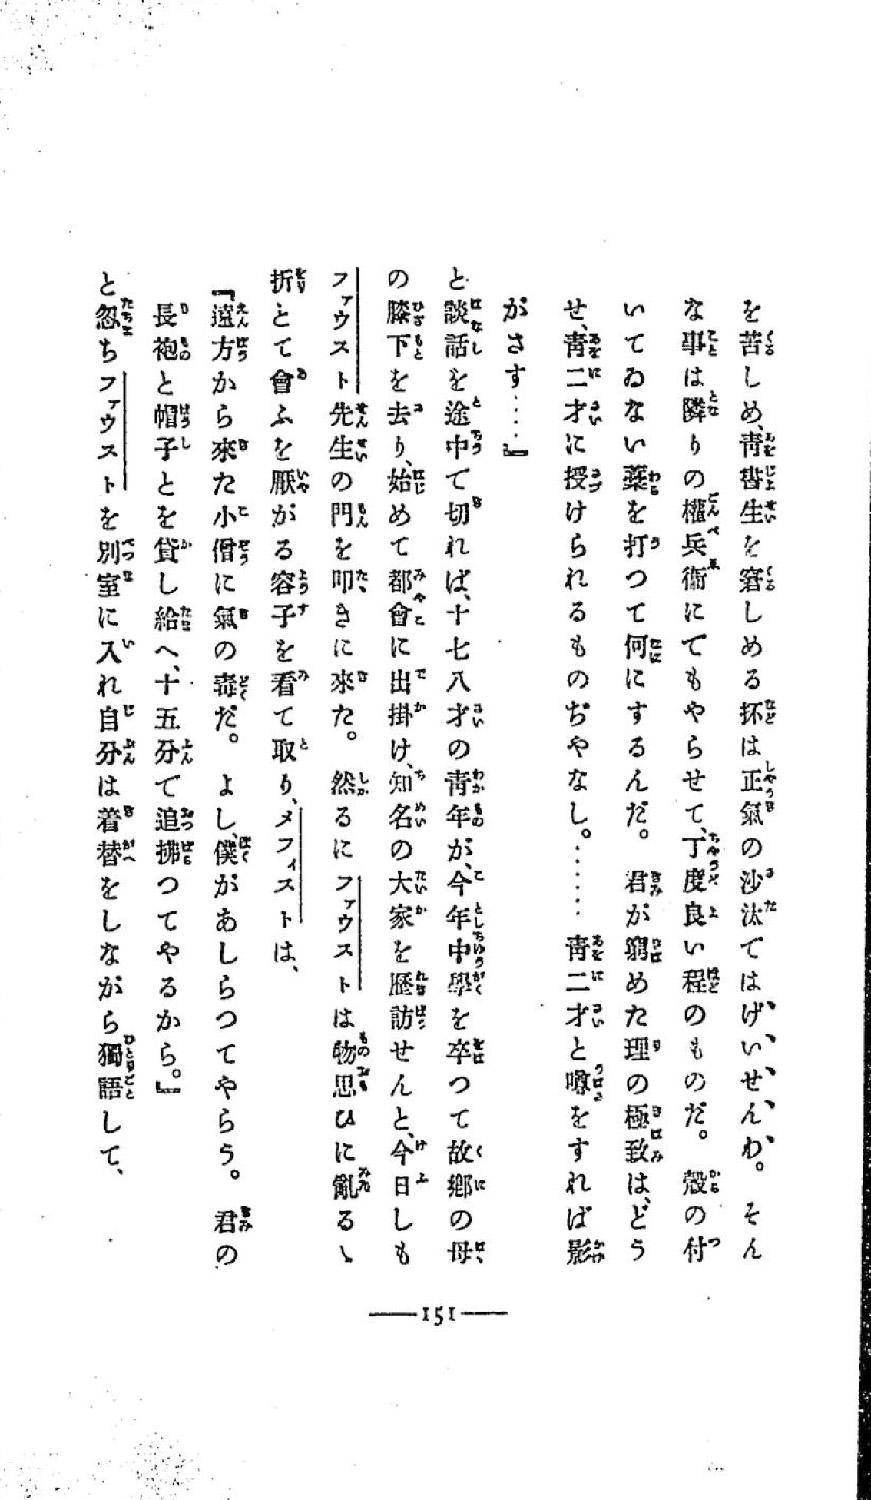 を苦しめ、靑書生を窘しめる抔は正氣の沙汰ではげいせんわ。そん
な事は隣りの權兵衞にでもやらせて、丁度良い程のものだ。殼の付
いてゐない藁を打つて何にするんだ。君が窮めた理の極致は、どう
せ、靑二才に授けられるものぢやなし。……靑二才と噂をすれば影
がさす…』
と談話を途中で切れば、十七八才の靑年が、今年中學を卒つて故鄕の母
の膝下を去り、始めて都會に出掛け、知名の大家を歷訪せんと、今日しも
ファウスト先生の門を叩きに來た。然るにファウストは物思ひに亂るゝ
折とて會ふを厭がる容子を看て取り、メフィストは、
『遠方から來た小僧に氣の毒だ。よし、僕があしらつてやらう。君の
長袍と帽子とを貸し給へ、十五分で追拂つてやるから。』
と忽ちファウストを別室に入れ自分は着替をしながら獨語して、
151